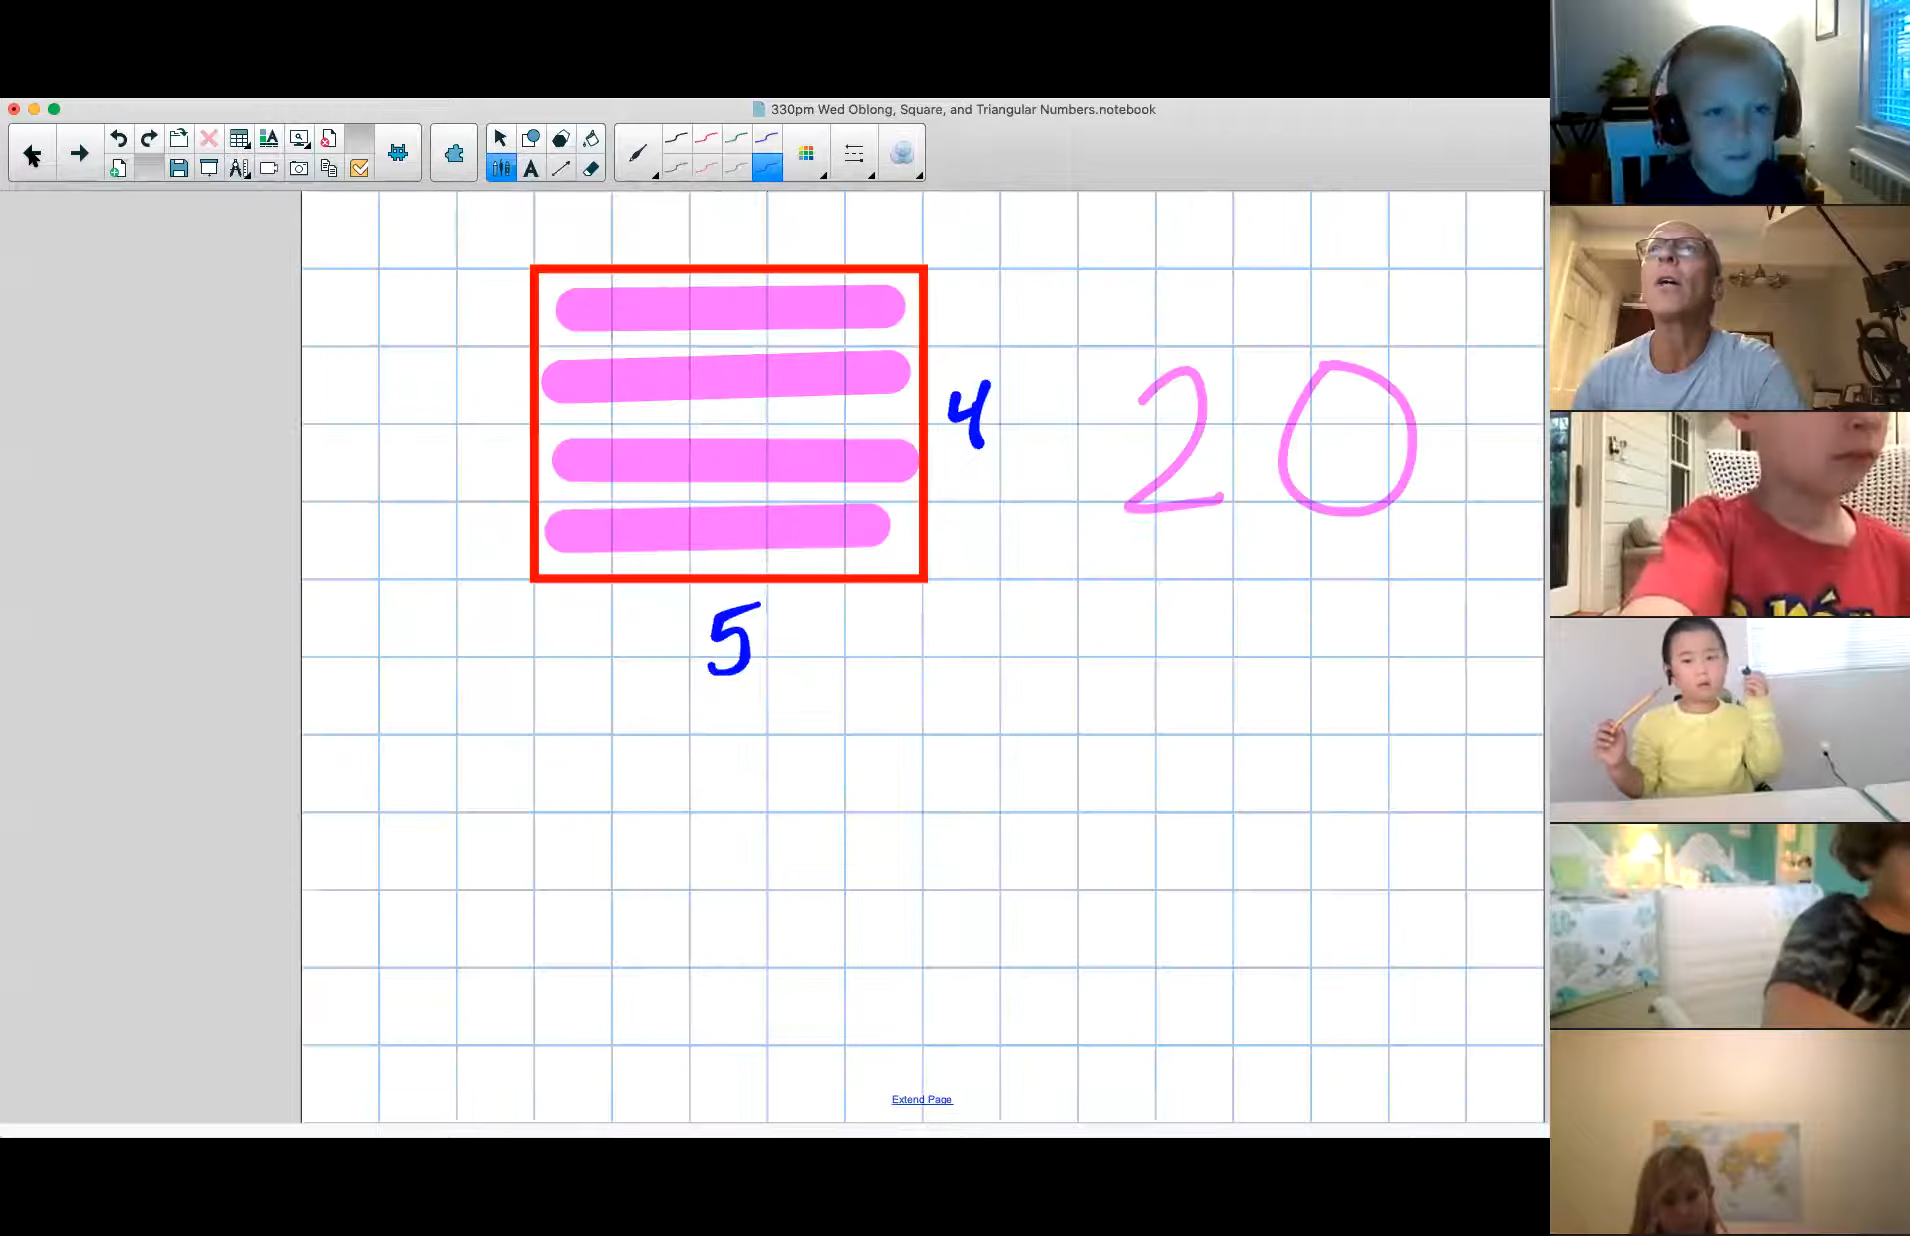 330pm Wed Oblong, Square, and Triangular Numbers.notebook
4
20
5
Extend Page